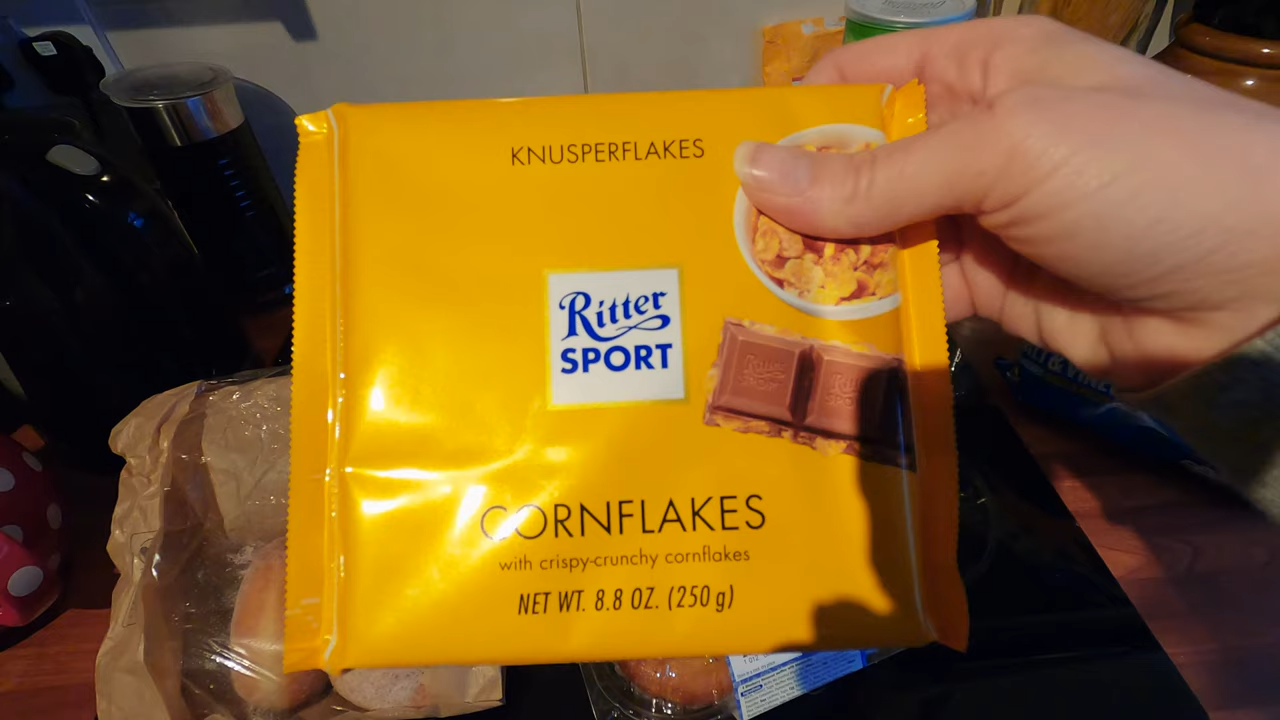 KNUSPERFLAKES
Ritter
SPORT
CORNFLAKES
with crispy-crunchy cornflakes
NET WT. 8.8 OZ. (250 g)